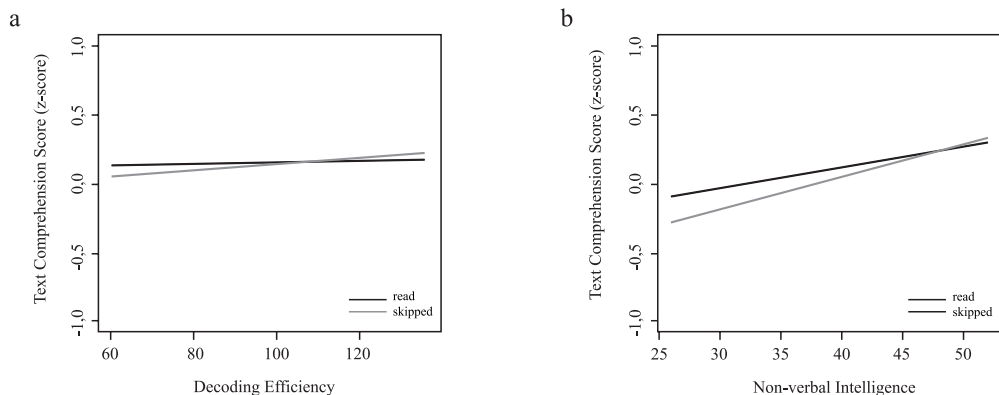 a
Text Comprehension Score (z-score)
1,0
0,5
0,0
-0,5
-1,0
read
skipped
60 80 100 120
Decoding Efficiency
b
Text Comprehension Score (z-score)
1,0
0,5
0,0
-0,5
-1,0
read
skipped
25 30 35 40 45 50
Non-verbal Intelligence